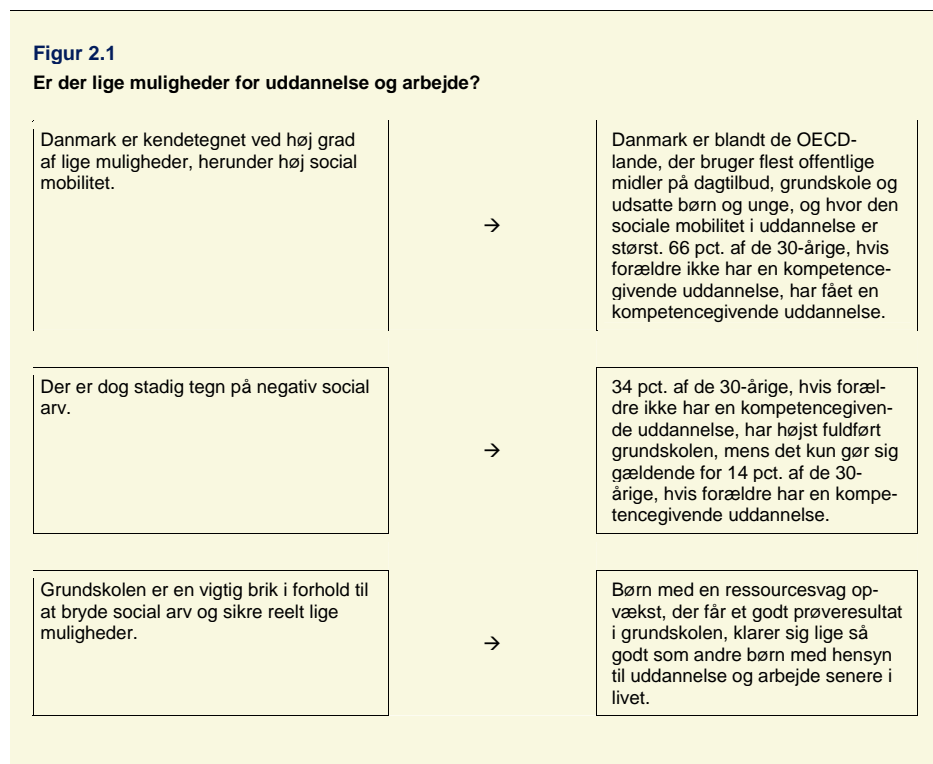 Figur 2.1
Er der lige muligheder for uddannelse og arbejde?
Danmark er kendetegnet ved høj grad
af lige muligheder, herunder høj social
mobilitet.
→
Danmark er blandt de OECD-
lande, der bruger flest offentlige
midler på dagtilbud, grundskole og
udsatte børn og unge, og hvor den
sociale mobilitet i uddannelse er
størst. 66 pct. af de 30-årige, hvis
forældre ikke har en kompetence-
givende uddannelse, har fået en
kompetencegivende uddannelse.
Der er dog stadig tegn på negativ social
arv.
→
34 pct. af de 30-årige, hvis foræl-
dre ikke har en kompetencegiven-
de uddannelse, har højst fuldført
grundskolen, mens det kun gør sig
gældende for 14 pct. af de 30-
årige, hvis forældre har en kompe-
tencegivende uddannelse.
Grundskolen er en vigtig brik i forhold til
at bryde social arv og sikre reelt lige
muligheder.
→
Børn med en ressourcesvag op-
vækst, der får et godt prøveresultat
i grundskolen, klarer sig lige så
godt som andre børn med hensyn
til uddannelse og arbejde senere i
livet.